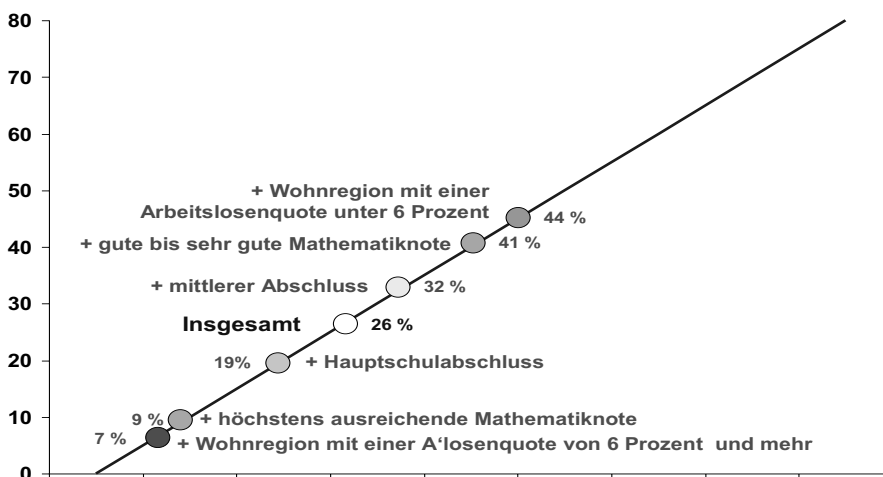 80
70
60
50
+ Wohnregion mit einer
Arbeitslosenquote unter 6 Prozent
44 %
40
+ gute bis sehr gute Mathematiknote
41 %
+ mittlerer Abschluss
32 %
30
Insgesamt
26 %
20
19%
+ Hauptschulabschluss
10
9 %
+ höchstens ausreichende Mathematiknote
7 %
+ Wohnregion mit einer A‘losenquote von 6 Prozent und mehr
0